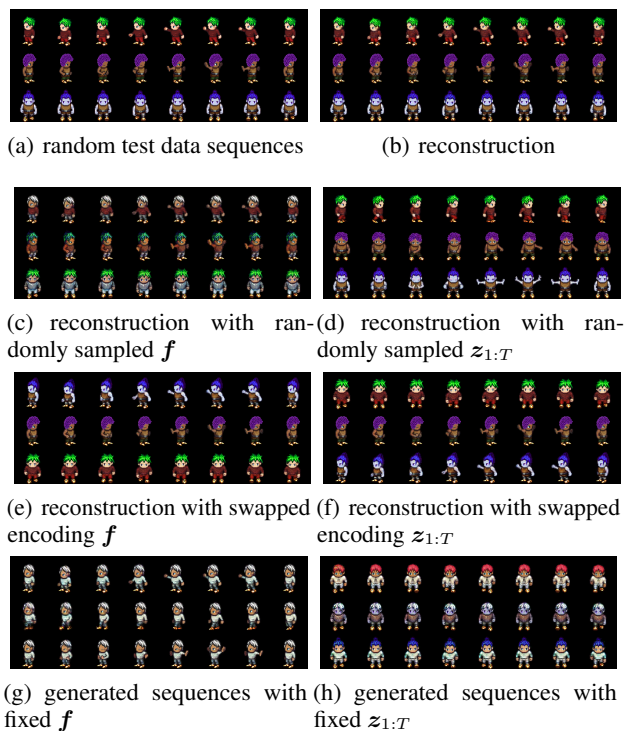 (a) random test data sequences
(b) reconstruction
(c) reconstruction with ran-
domly sampled f
(d) reconstruction with ran-
domly sampled z1:T
(e) reconstruction with swapped
encoding f
(f) reconstruction with swapped
encoding z1:T
(g) generated sequences with
fixed f
(h) generated sequences with
fixed z1:T